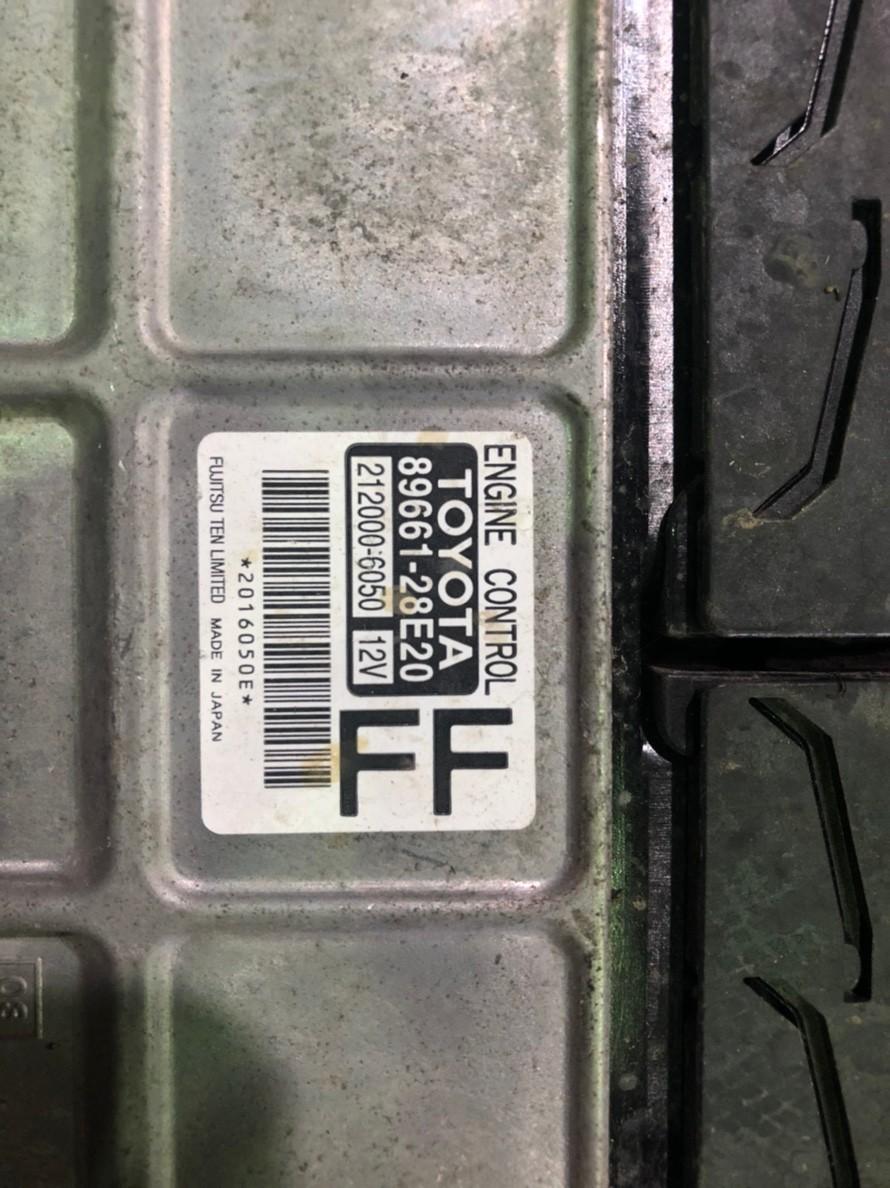 ENGINE CONTROL
TOYOTA
89661-28E20
212000-6050 12V
FF
*2016050E*
FUJITSU TEN LIMITED MADE IN JAPAN